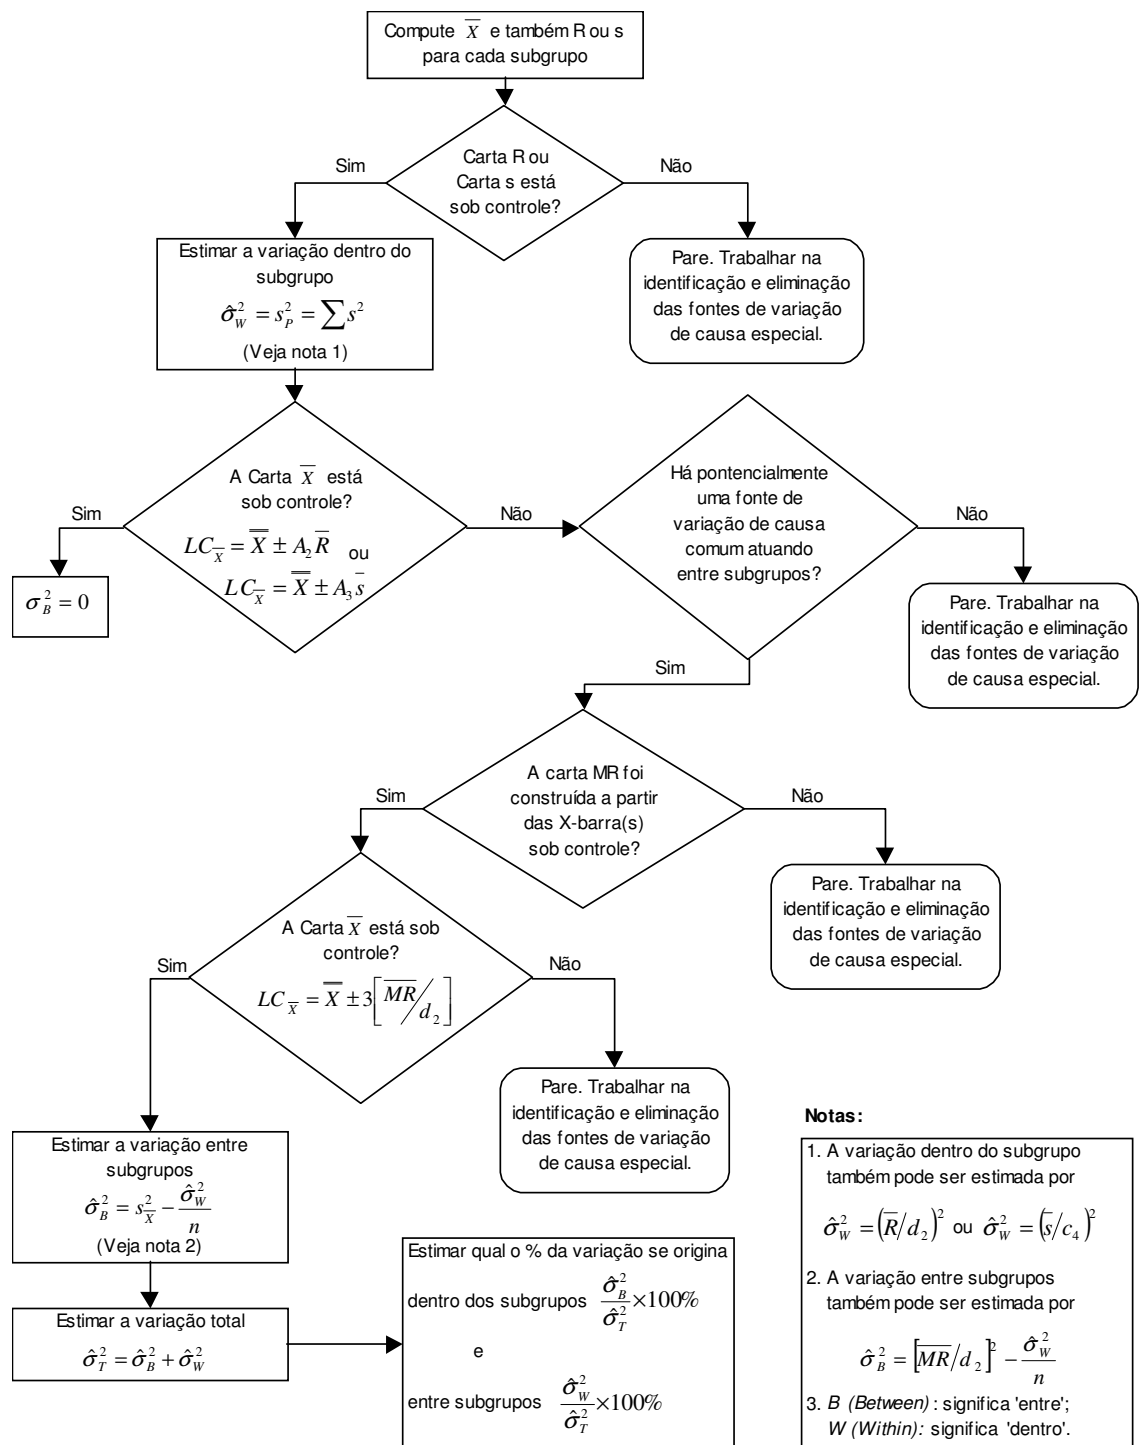 Compute X̄ e também R ou s
para cada subgrupo
Carta R ou
Carta s está
sob controle?
Sim
Não
Estimar a variação dentro do
subgrupo
σ̂²_W = s²_P = ∑s²
(Veja nota 1)
Pare. Trabalhar na
identificação e eliminação
das fontes de variação
de causa especial.
A Carta X̄ está
sob controle?
LC_X̄ = X̿ ± A₂R̄ ou
LC_X̄ = X̿ ± A₃s̄
Sim
Não
σ²_B = 0
Há pontencialmente
uma fonte de
variação de causa
comum atuando
entre subgrupos?
Não
Sim
Pare. Trabalhar na
identificação e eliminação
das fontes de variação
de causa especial.
A carta MR foi
construída a partir
das X-barra(s)
sob controle?
Sim
Não
Pare. Trabalhar na
identificação e eliminação
das fontes de variação
de causa especial.
A Carta X̄ está sob
controle?
LC_X̄ = X̿ ± 3[M̅R̅/d₂]
Sim
Não
Pare. Trabalhar na
identificação e eliminação
das fontes de variação
de causa especial.
Estimar a variação entre
subgrupos
σ̂²_B = s²_X̄ − σ̂²_W/n
(Veja nota 2)
Estimar a variação total
σ̂²_T = σ̂²_B + σ̂²_W
Estimar qual o % da variação se origina
dentro dos subgrupos σ̂²_B/σ̂²_T ×100%
e
entre subgrupos σ̂²_W/σ̂²_T ×100%
Notas:
1. A variação dentro do subgrupo
também pode ser estimada por
σ̂²_W = (R̄/d₂)² ou σ̂²_W = (s̄/c₄)²
2. A variação entre subgrupos
também pode ser estimada por
σ̂²_B = [M̅R̅/d₂]² − σ̂²_W/n
3. B (Between) : significa 'entre';
W (Within): significa 'dentro'.